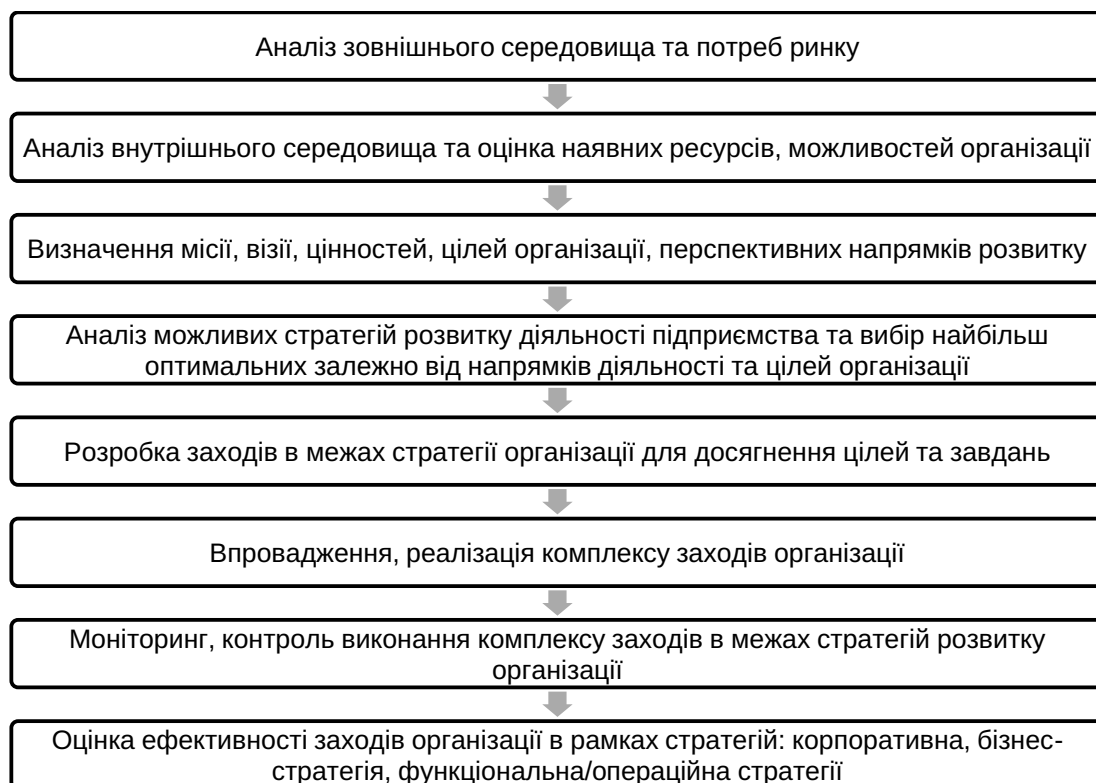 Аналіз зовнішнього середовища та потреб ринку
Аналіз внутрішнього середовища та оцінка наявних ресурсів, можливостей організації
Визначення місії, візії, цінностей, цілей організації, перспективних напрямків розвитку
Аналіз можливих стратегій розвитку діяльності підприємства та вибір найбільш
оптимальних залежно від напрямків діяльності та цілей організації
Розробка заходів в межах стратегії організації для досягнення цілей та завдань
Впровадження, реалізація комплексу заходів організації
Моніторинг, контроль виконання комплексу заходів в межах стратегій розвитку
організації
Оцінка ефективності заходів організації в рамках стратегій: корпоративна, бізнес-
стратегія, функціональна/операційна стратегії